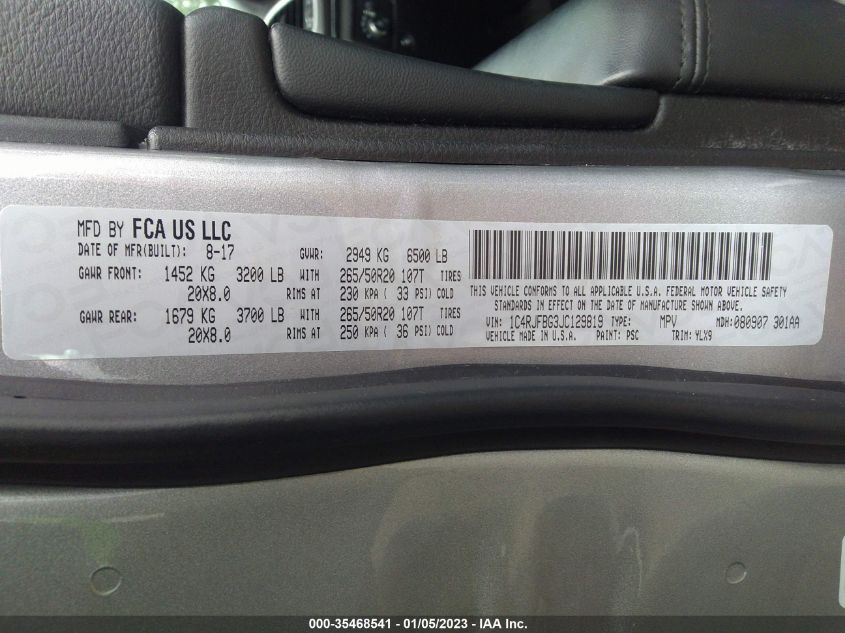 MFD BY FCA US LLC
DATE OF MFR(BUILT): 8-17 GVWR: 2949 KG 6500 LB
GAWR FRONT: 1452 KG 3200 LB WITH 265/50R20 107T TIRES
20X8.0 RIMS AT 230 KPA ( 33 PSI) COLD
GAWR REAR: 1679 KG 3700 LB WITH 265/50R20 107T TIRES
20X8.0 RIMS AT 250 KPA ( 36 PSI) COLD
THIS VEHICLE CONFORMS TO ALL APPLICABLE U.S.A. FEDERAL MOTOR VEHICLE SAFETY
STANDARDS IN EFFECT ON THE DATE OF MANUFACTURE SHOWN ABOVE.
VIN: 1C4RJFBG3JC129819 TYPE: MPV MDH:080907 301AA
VEHICLE MADE IN U.S.A. PAINT: PSC TRIM: YLX9
000-35468541 - 01/05/2023 - IAA Inc.